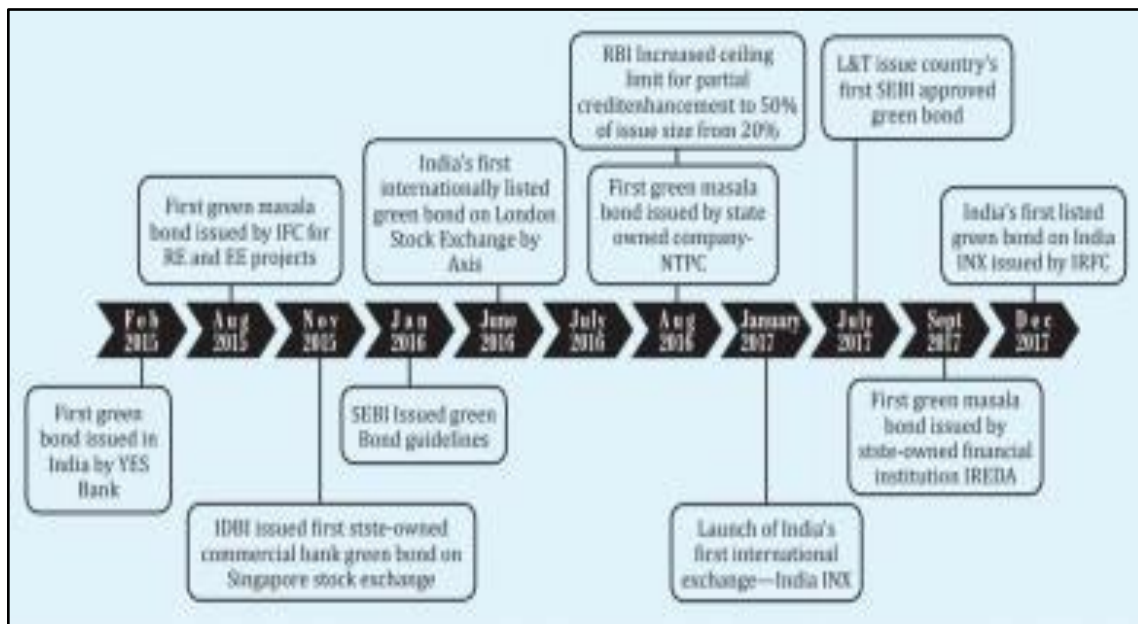 RBI Increased ceiling
limit for partial
creditenhancement to 50%
of issue size from 20%
L&T issue country's
first SEBI approved
green bond
India's first
internationally listed
green bond on London
Stock Exchange by
Axis
First green masala
bond issued by IFC for
RE and EE projects
First green masala
bond issued by state
owned company-
NTPC
India's first listed
green bond on India
INX issued by IRFC
Feb
2015
Aug
2015
Nov
2015
Jan
2016
June
2016
July
2016
Aug
2016
January
2017
July
2017
Sept
2017
Dec
2017
First green
bond issued in
India by YES
Bank
SEBI Issued green
Bond guidelines
First green masala
bond issued by
stste-owned financial
institution IREDA
IDBI issued first stste-owned
commercial bank green bond on
Singapore stock exchange
Launch of India's
first international
exchange—India INX